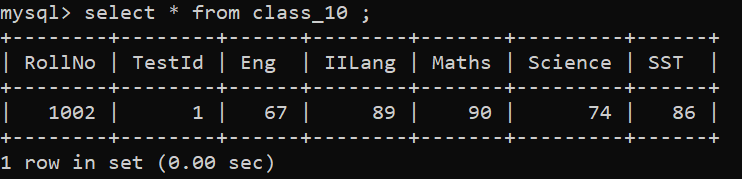 mysql> select * from class_10 ;
+--------+--------+------+--------+-------+---------+------+
| RollNo | TestId | Eng  | IILang | Maths | Science | SST  |
+--------+--------+------+--------+-------+---------+------+
|   1002 |      1 |   67 |     89 |    90 |      74 |   86 |
+--------+--------+------+--------+-------+---------+------+
1 row in set (0.00 sec)